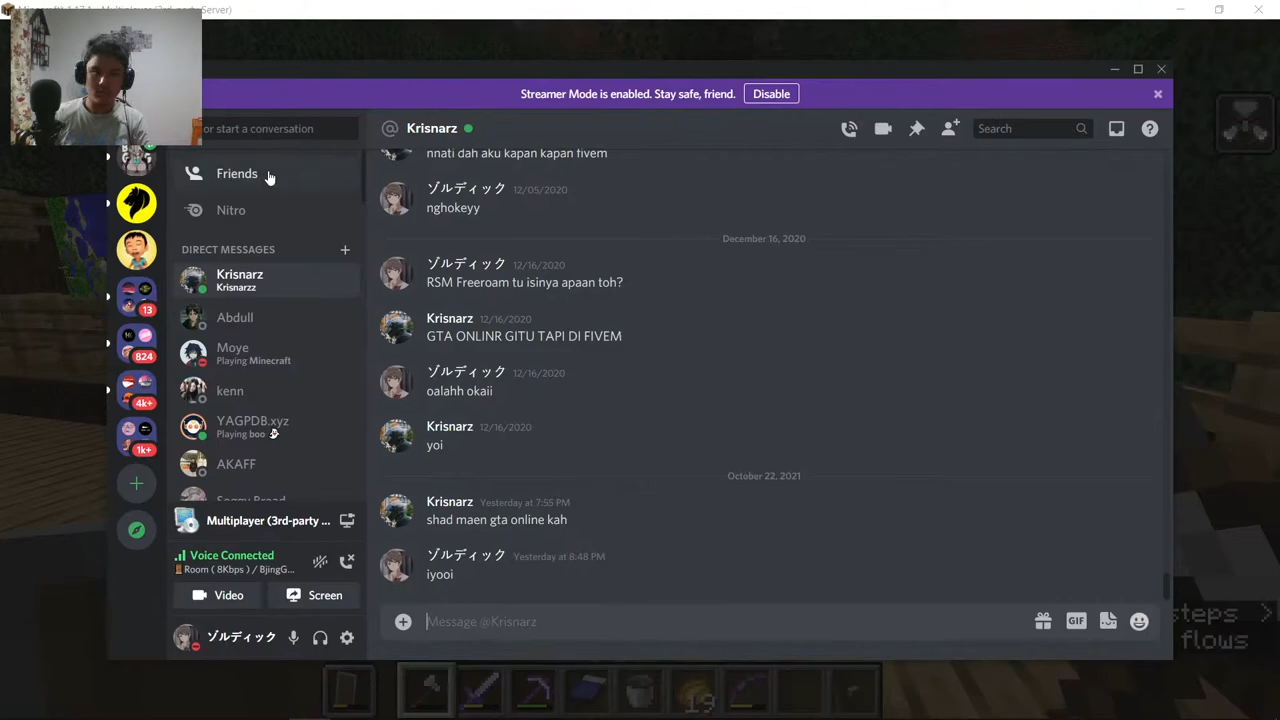 Streamer Mode is enabled. Stay safe, friend.
Disable
or start a conversation
Friends
Nitro
DIRECT MESSAGES
Krisnarz
Krisnarzz
Abdull
Moye
Playing Minecraft
kenn
YAGPDB.xyz
Playing boo
AKAFF
Soggy Bread
13
824
4k+
1k+
Multiplayer (3rd-party ...
Voice Connected
Room ( 8Kbps ) / BjingG...
Video
Screen
ゾルディック
Krisnarz
Search
nnati dah aku kapan kapan fivem
ゾルディック 12/05/2020
nghokeyy
December 16, 2020
ゾルディック 12/16/2020
RSM Freeroam tu isinya apaan toh?
Krisnarz 12/16/2020
GTA ONLINR GITU TAPI DI FIVEM
ゾルディック 12/16/2020
oalahh okaii
Krisnarz 12/16/2020
yoi
October 22, 2021
Krisnarz Yesterday at 7:55 PM
shad maen gta online kah
ゾルディック Yesterday at 8:48 PM
iyooi
Message @Krisnarz
GIF
steps >
flows
19